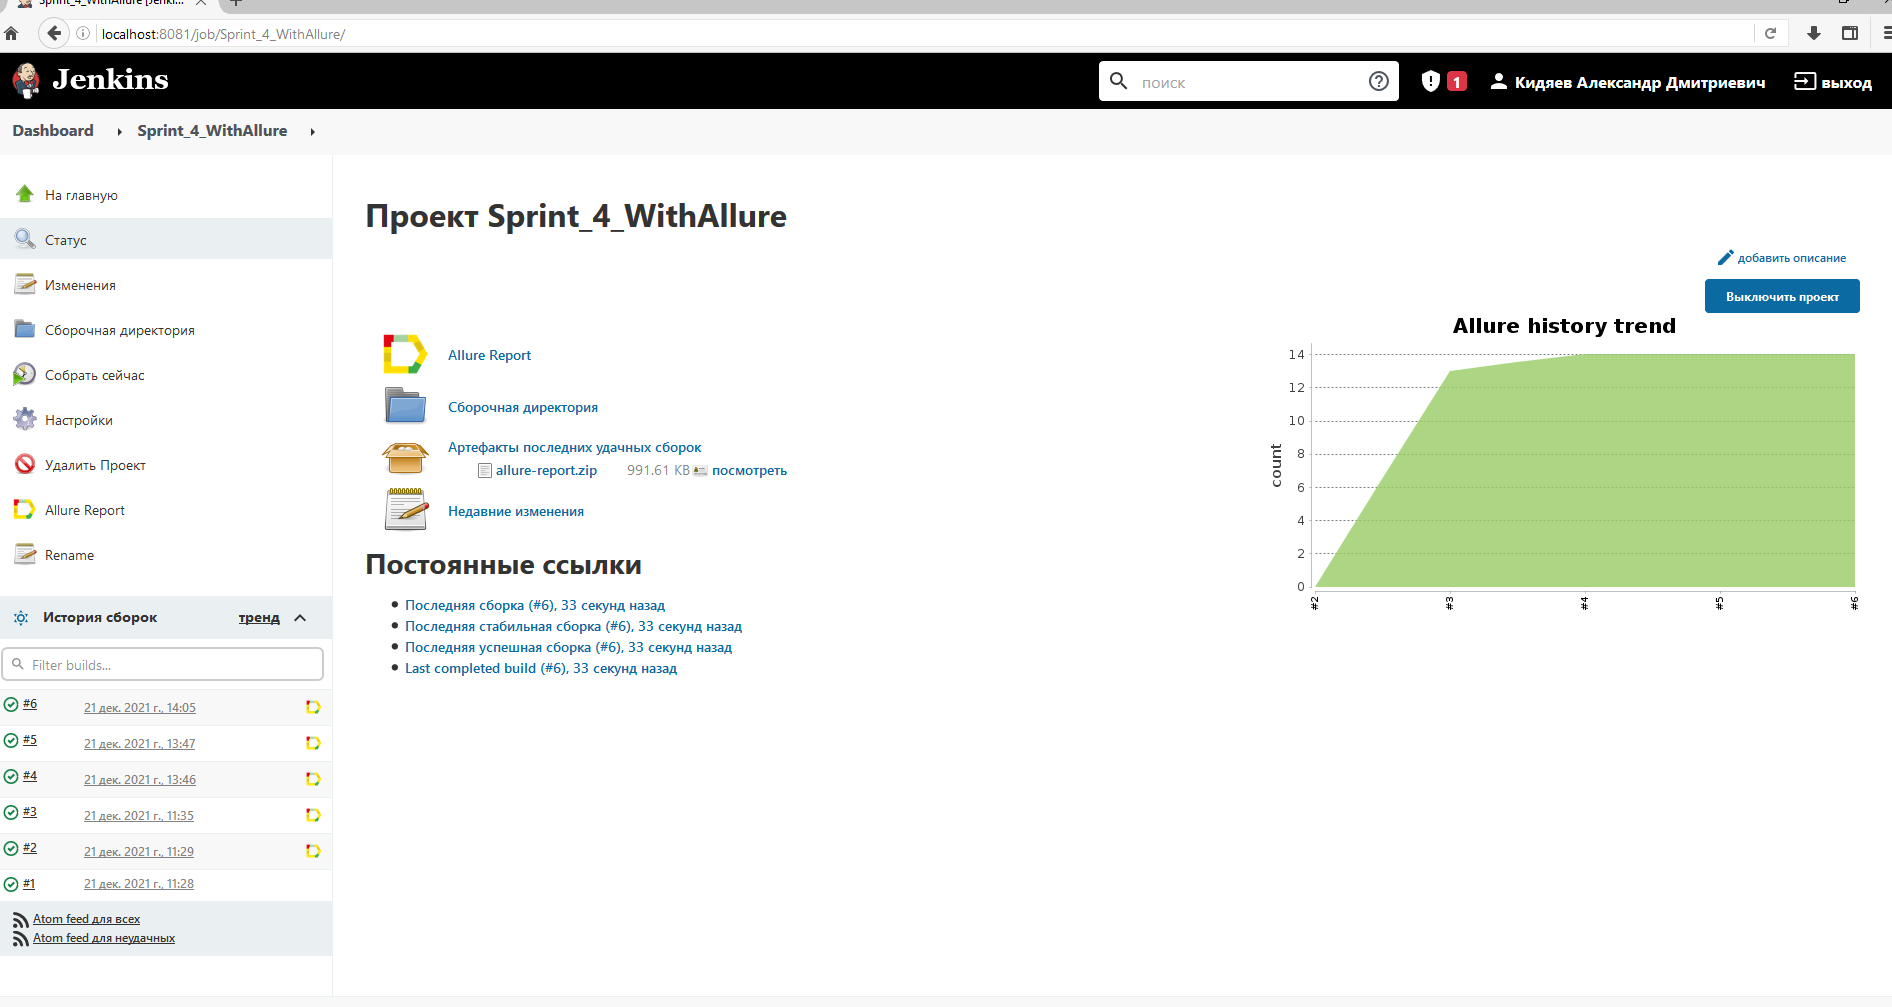 Sprint_4_WithAllure [Jenki...
localhost:8081/job/Sprint_4_WithAllure/
Jenkins
поиск
1
Кидяев Александр Дмитриевич
выход
Dashboard
Sprint_4_WithAllure
На главную
Статус
Изменения
Сборочная директория
Собрать сейчас
Настройки
Удалить Проект
Allure Report
Rename
История сборок
тренд
Filter builds...
#6
21 дек. 2021 г., 14:05
#5
21 дек. 2021 г., 13:47
#4
21 дек. 2021 г., 13:46
#3
21 дек. 2021 г., 11:35
#2
21 дек. 2021 г., 11:29
#1
21 дек. 2021 г., 11:28
Atom feed для всех
Atom feed для неудачных
Проект Sprint_4_WithAllure
добавить описание
Выключить проект
Allure Report
Сборочная директория
Артефакты последних удачных сборок
allure-report.zip 991.61 KB посмотреть
Недавние изменения
Постоянные ссылки
Последняя сборка (#6), 33 секунд назад
Последняя стабильная сборка (#6), 33 секунд назад
Последняя успешная сборка (#6), 33 секунд назад
Last completed build (#6), 33 секунд назад
Allure history trend
count
14
12
10
8
6
4
2
0
#2
#3
#4
#5
#6